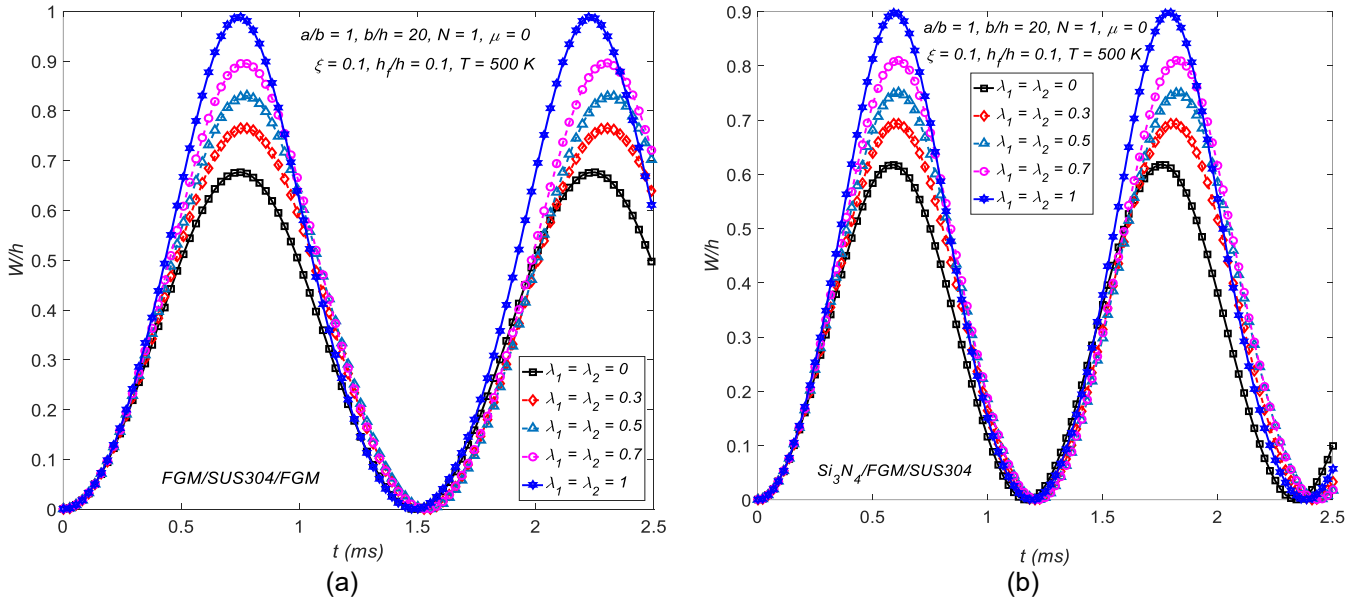 a/b = 1, b/h = 20, N = 1, μ = 0
ξ = 0.1, h_f/h = 0.1, T = 500 K
1
0.9
0.8
0.7
0.6
0.5
0.4
0.3
0.2
0.1
0
W/h
λ₁ = λ₂ = 0
λ₁ = λ₂ = 0.3
λ₁ = λ₂ = 0.5
λ₁ = λ₂ = 0.7
λ₁ = λ₂ = 1
FGM/SUS304/FGM
0 0.5 1 1.5 2 2.5
t (ms)
(a)
a/b = 1, b/h = 20, N = 1, μ = 0
ξ = 0.1, h_f/h = 0.1, T = 500 K
0.9
0.8
0.7
0.6
0.5
0.4
0.3
0.2
0.1
0
W/h
λ₁ = λ₂ = 0
λ₁ = λ₂ = 0.3
λ₁ = λ₂ = 0.5
λ₁ = λ₂ = 0.7
λ₁ = λ₂ = 1
Si₃N₄/FGM/SUS304
0 0.5 1 1.5 2 2.5
t (ms)
(b)